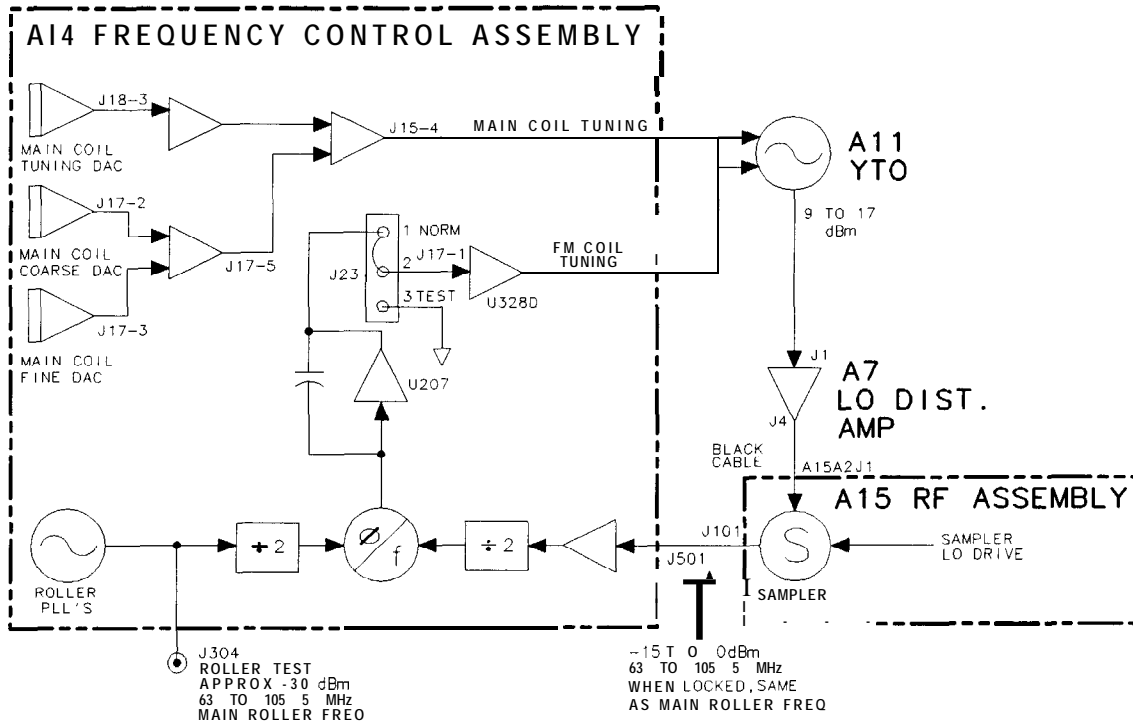 A14 FREQUENCY CONTROL ASSEMBLY
J18-3
MAIN COIL
TUNING DAC
J15-4
MAIN COIL TUNING
A11
YTO
J17-2
MAIN COIL
COARSE DAC
J17-5
J17-3
MAIN COIL
FINE DAC
1 NORM
J23
2
J17-1
3 TEST
U328D
FM COIL
TUNING
9 TO 17
dBm
U207
J1
A7
LO DIST.
AMP
J4
BLACK
CABLE
A15A2J1
A15 RF ASSEMBLY
ROLLER
PLL'S
÷ 2
Ø
f
÷ 2
J101
J501
S
SAMPLER
SAMPLER
LO DRIVE
J304
ROLLER TEST
APPROX -30 dBm
63 TO 105 5 MHz
MAIN ROLLER FREQ
-15 T O 0dBm
63 TO 105 5 MHz
WHEN LOCKED, SAME
AS MAIN ROLLER FREQ